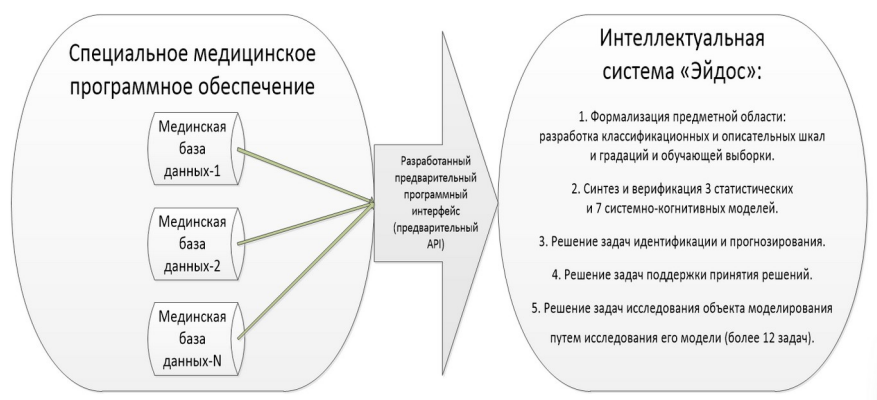 Специальное медицинское
программное обеспечение
Мединская
база
данных-1
Мединская
база
данных-2
Мединская
база
данных-N
Разработанный
предварительный
программный
интерфейс
(предварительный
API)
Интеллектуальная
система «Эйдос»:
1. Формализация предметной области:
разработка классификационных и описательных шкал
и градаций и обучающей выборки.
2. Синтез и верификация 3 статистических
и 7 системно-когнитивных моделей.
3. Решение задач идентификации и прогнозирования.
4. Решение задач поддержки принятия решений.
5. Решение задач исследования объекта моделирования
путем исследования его модели (более 12 задач).